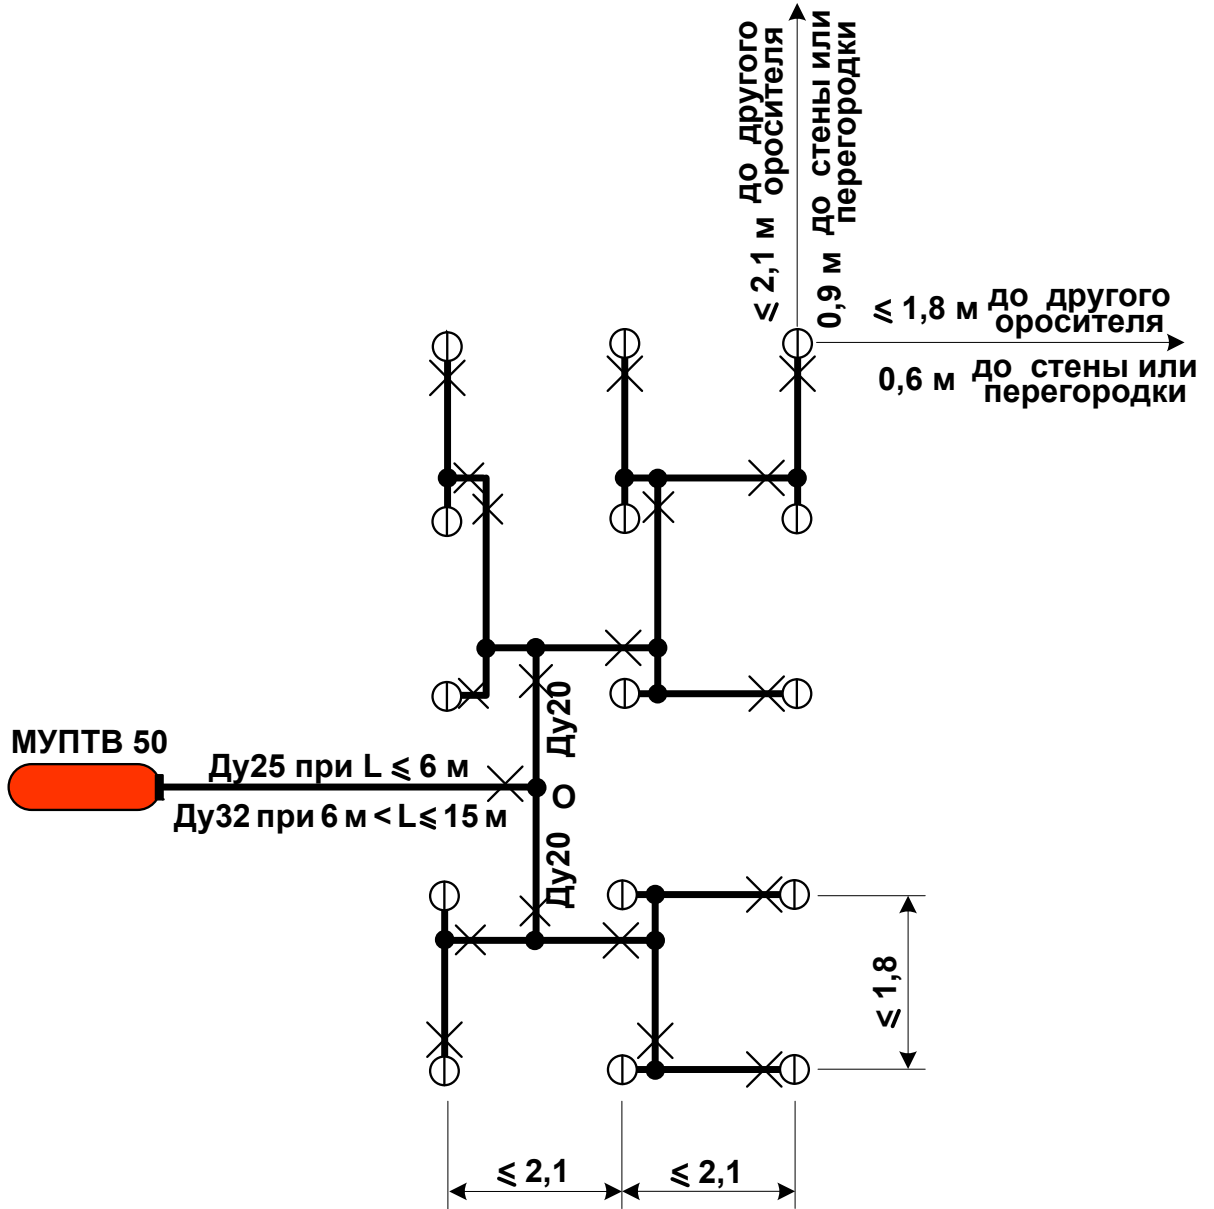 ≤ 2,1 м до другого
оросителя
0,9 м до стены или
перегородки
≤ 1,8 м до другого
оросителя
0,6 м до стены или
перегородки
МУПТВ 50
Ду25 при L ≤ 6 м
Ду32 при 6 м < L ≤ 15 м
Ду20
О
Ду20
≤ 1,8
≤ 2,1
≤ 2,1